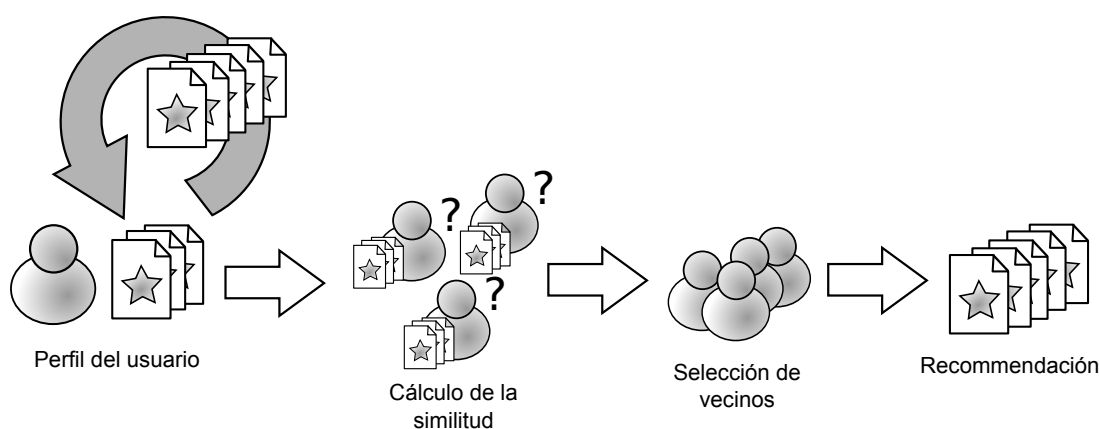 ?
?
?
Perfil del usuario
Cálculo de la
similitud
Selección de
vecinos
Recommendación